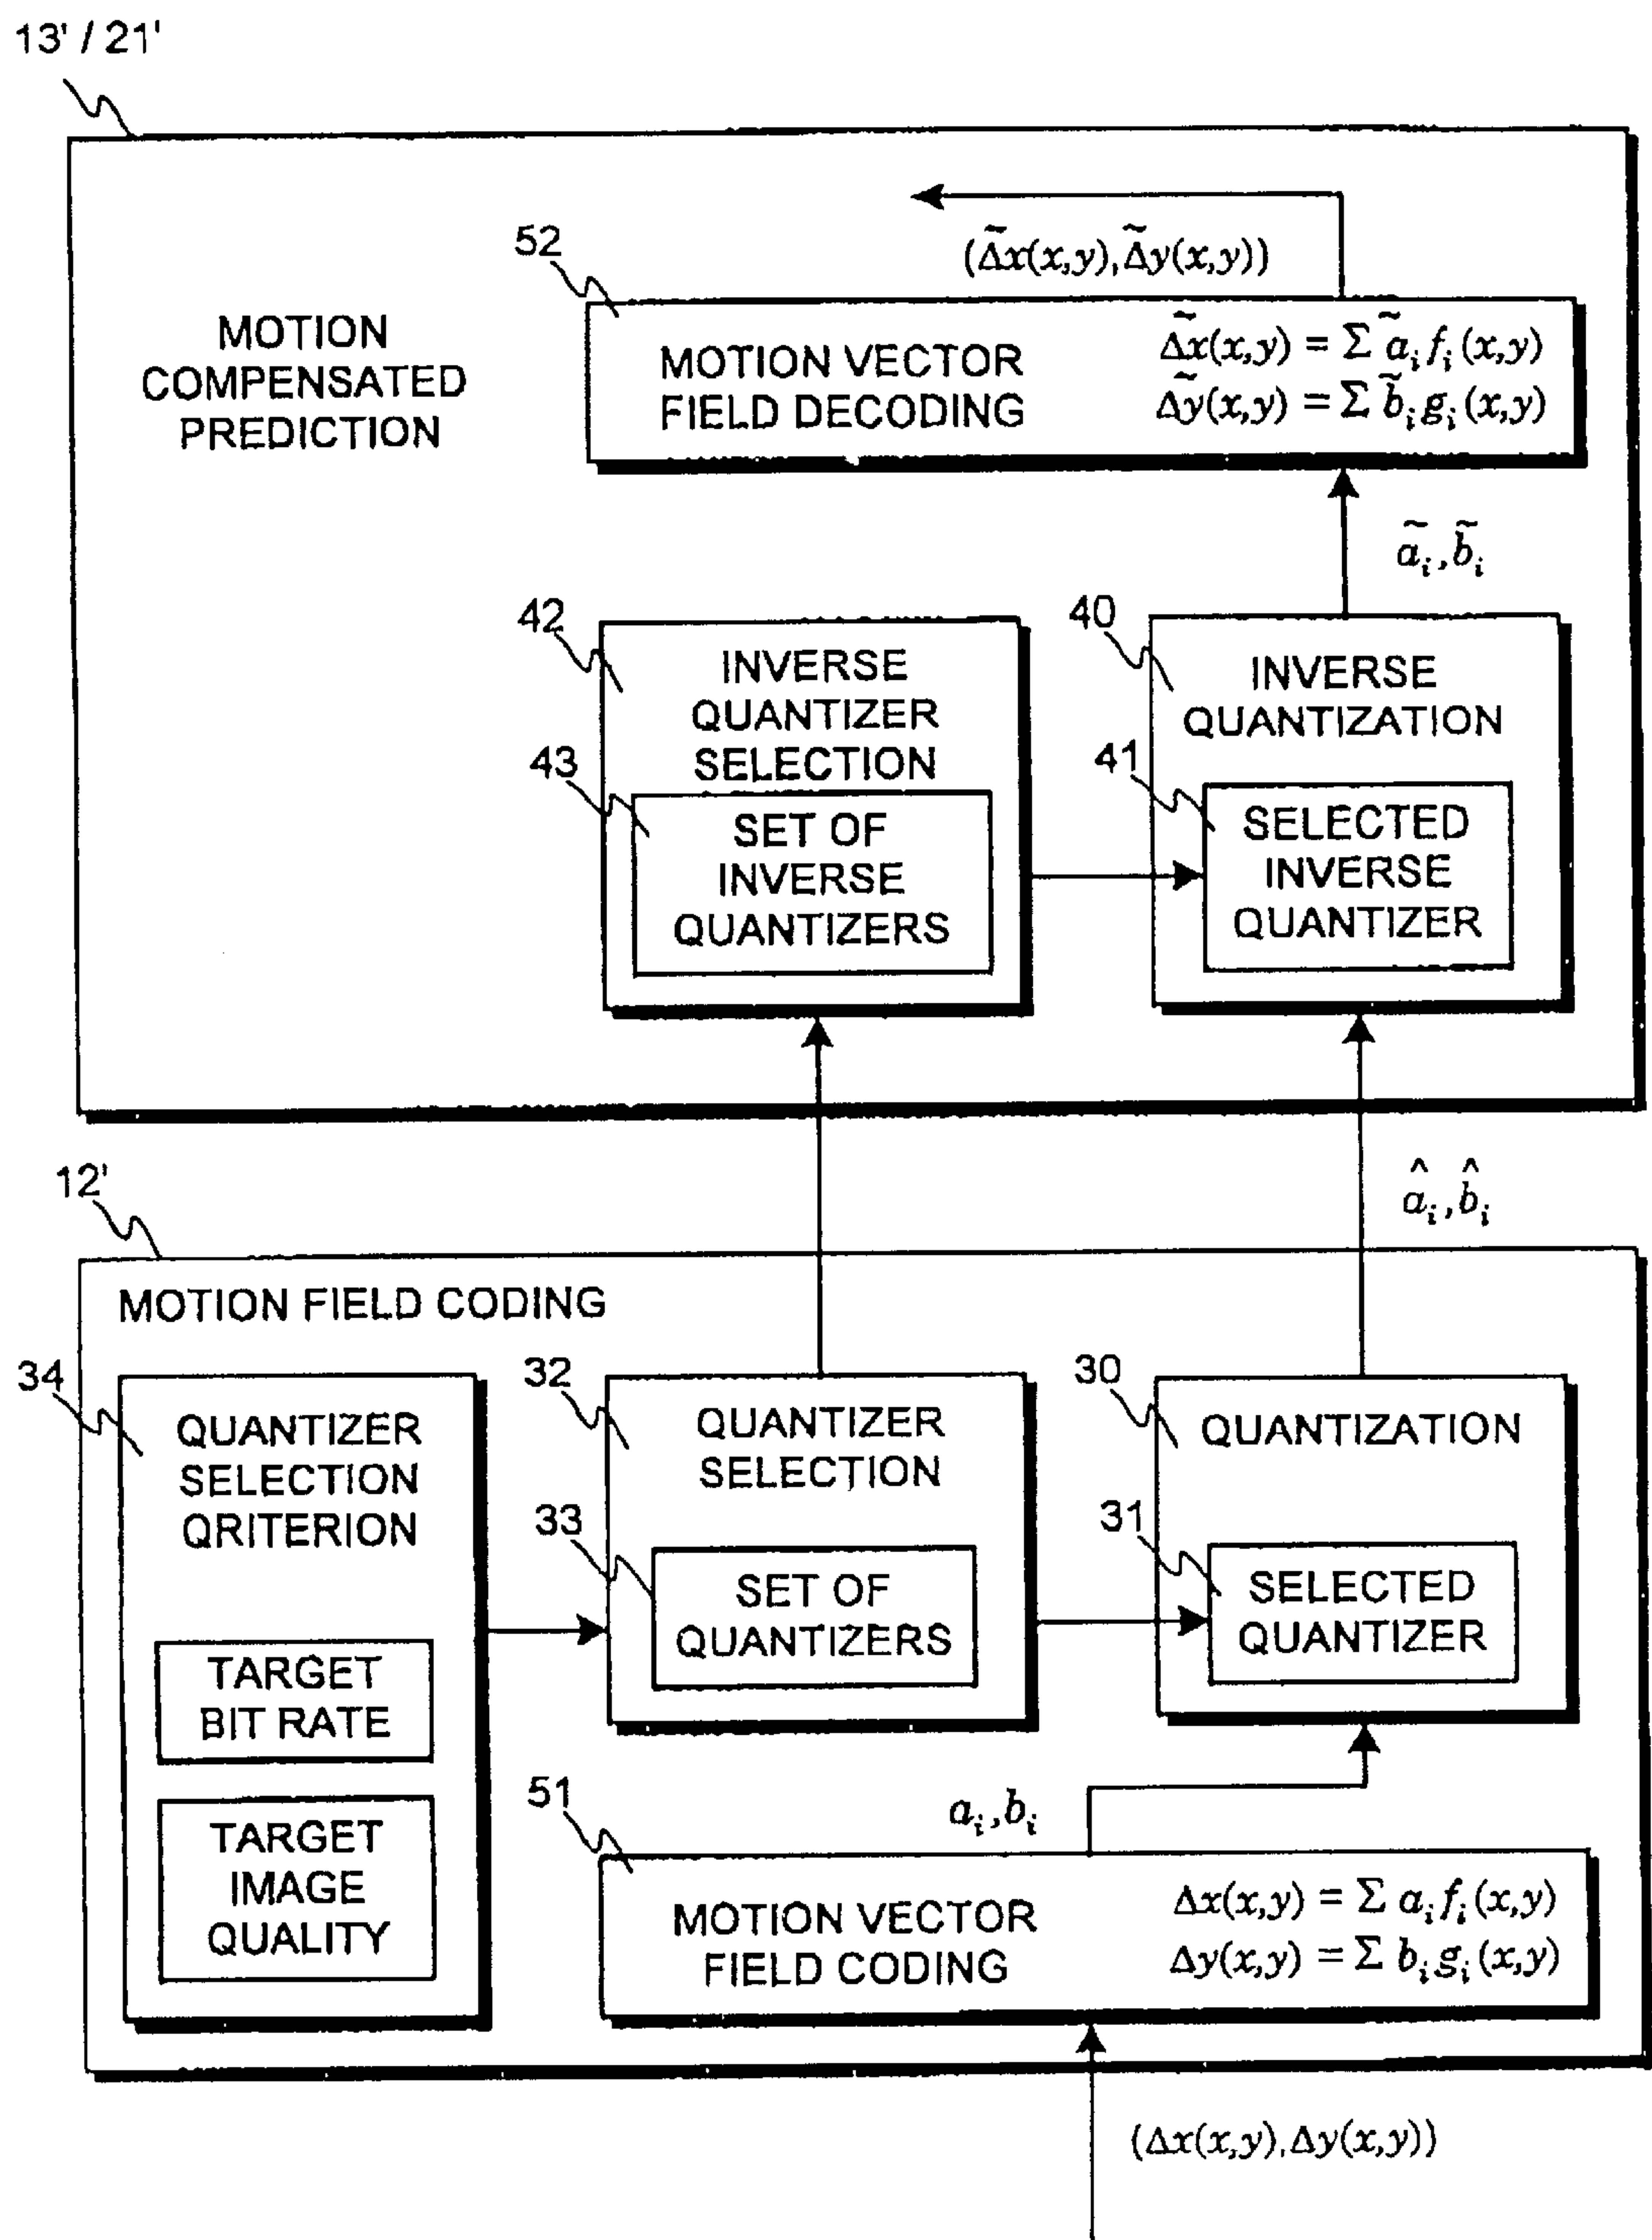 13' / 21'
(Δ̃x(x,y),Δ̃y(x,y))
52
MOTION
COMPENSATED
PREDICTION
MOTION VECTOR
FIELD DECODING
Δ̃x(x,y) = Σ ã_i f_i (x,y)
Δ̃y(x,y) = Σ b̃_i g_i (x,y)
ã_i, b̃_i
42
INVERSE
QUANTIZER
SELECTION
43
SET OF
INVERSE
QUANTIZERS
40
INVERSE
QUANTIZATION
41
SELECTED
INVERSE
QUANTIZER
â_i, b̂_i
12'
MOTION FIELD CODING
34
QUANTIZER
SELECTION
QRITERION
TARGET
BIT RATE
TARGET
IMAGE
QUALITY
32
QUANTIZER
SELECTION
33
SET OF
QUANTIZERS
30
QUANTIZATION
31
SELECTED
QUANTIZER
a_i, b_i
51
MOTION VECTOR
FIELD CODING
Δx(x,y) = Σ a_i f_i (x,y)
Δy(x,y) = Σ b_i g_i (x,y)
(Δx(x,y),Δy(x,y))